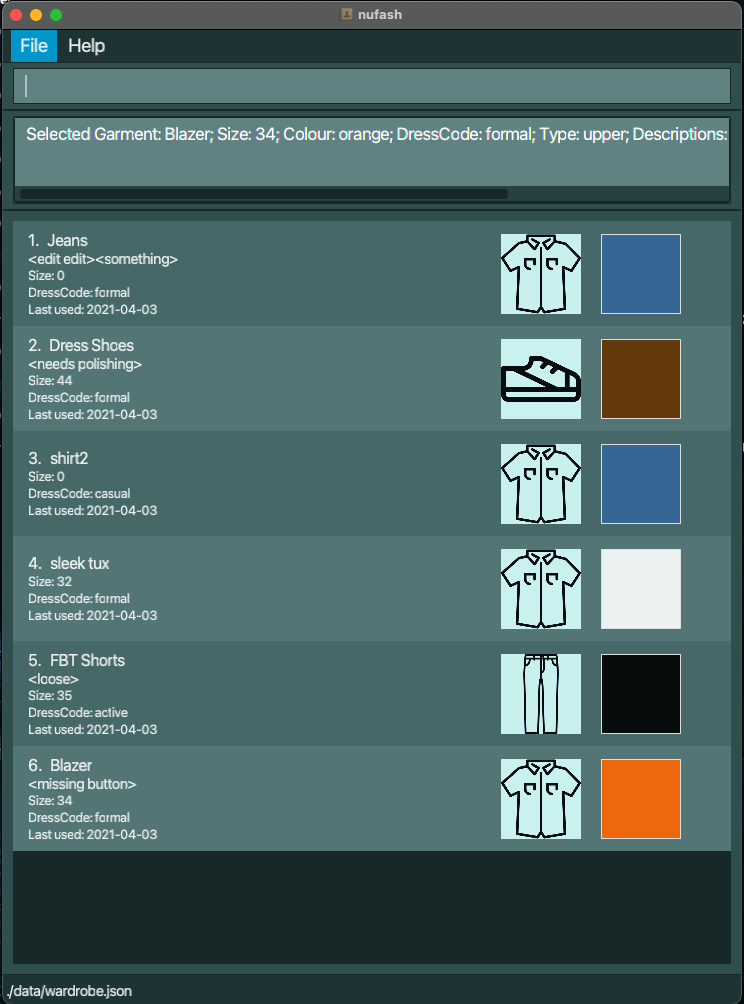 nufash
File Help
Selected Garment: Blazer; Size: 34; Colour: orange; DressCode: formal; Type: upper; Descriptions:
1. Jeans
<edit edit><something>
Size: 0
DressCode: formal
Last used: 2021-04-03
2. Dress Shoes
<needs polishing>
Size: 44
DressCode: formal
Last used: 2021-04-03
3. shirt2
Size: 0
DressCode: casual
Last used: 2021-04-03
4. sleek tux
Size: 32
DressCode: formal
Last used: 2021-04-03
5. FBT Shorts
<loose>
Size: 35
DressCode: active
Last used: 2021-04-03
6. Blazer
<missing button>
Size: 34
DressCode: formal
Last used: 2021-04-03
./data/wardrobe.json